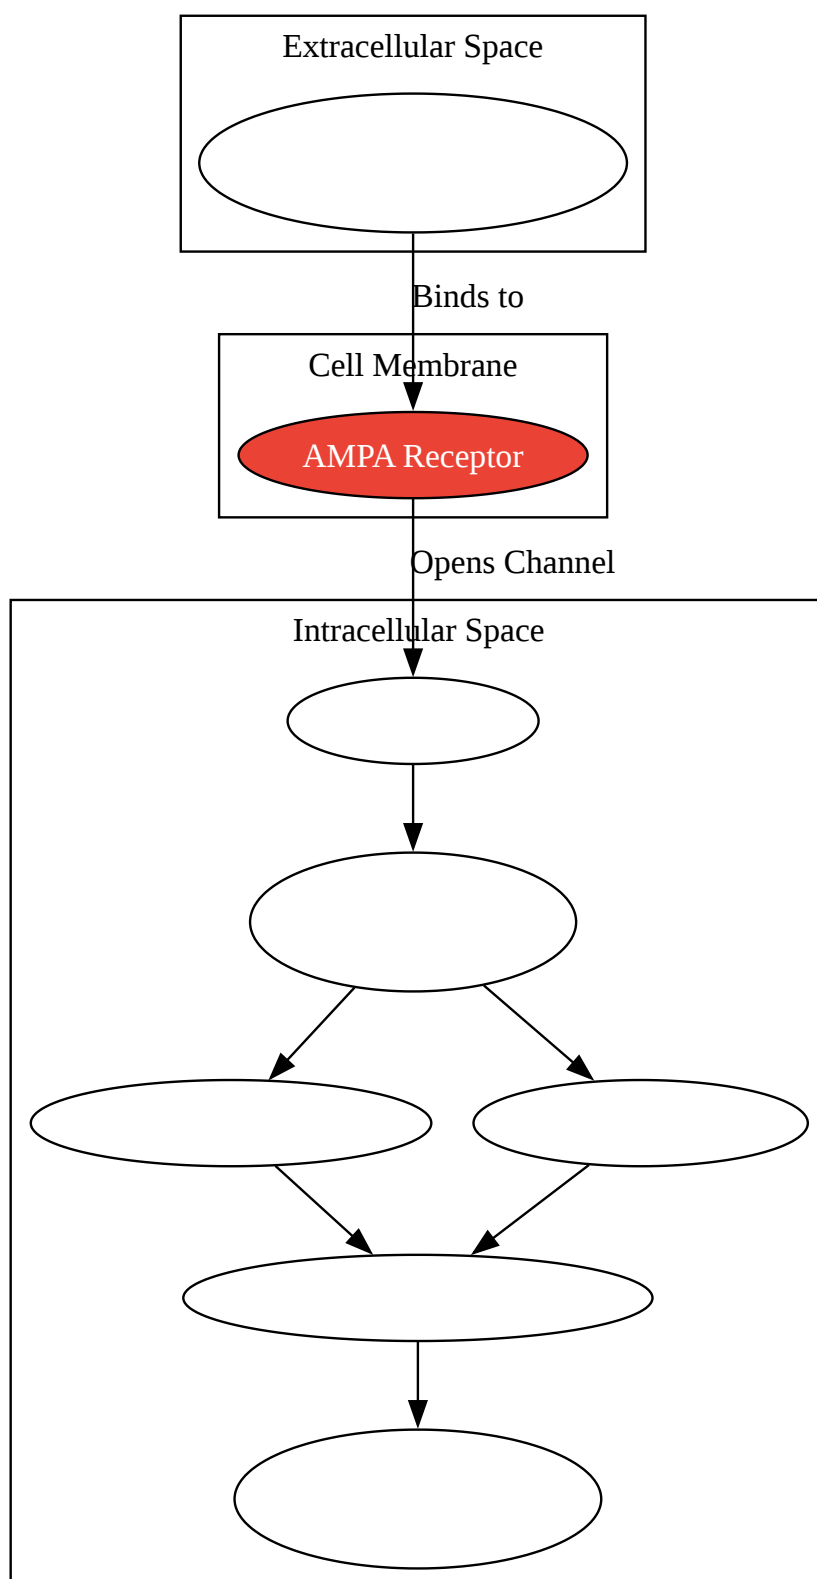 Extracellular Space
Binds to
Cell Membrane
AMPA Receptor
Opens Channel
Intracellular Space